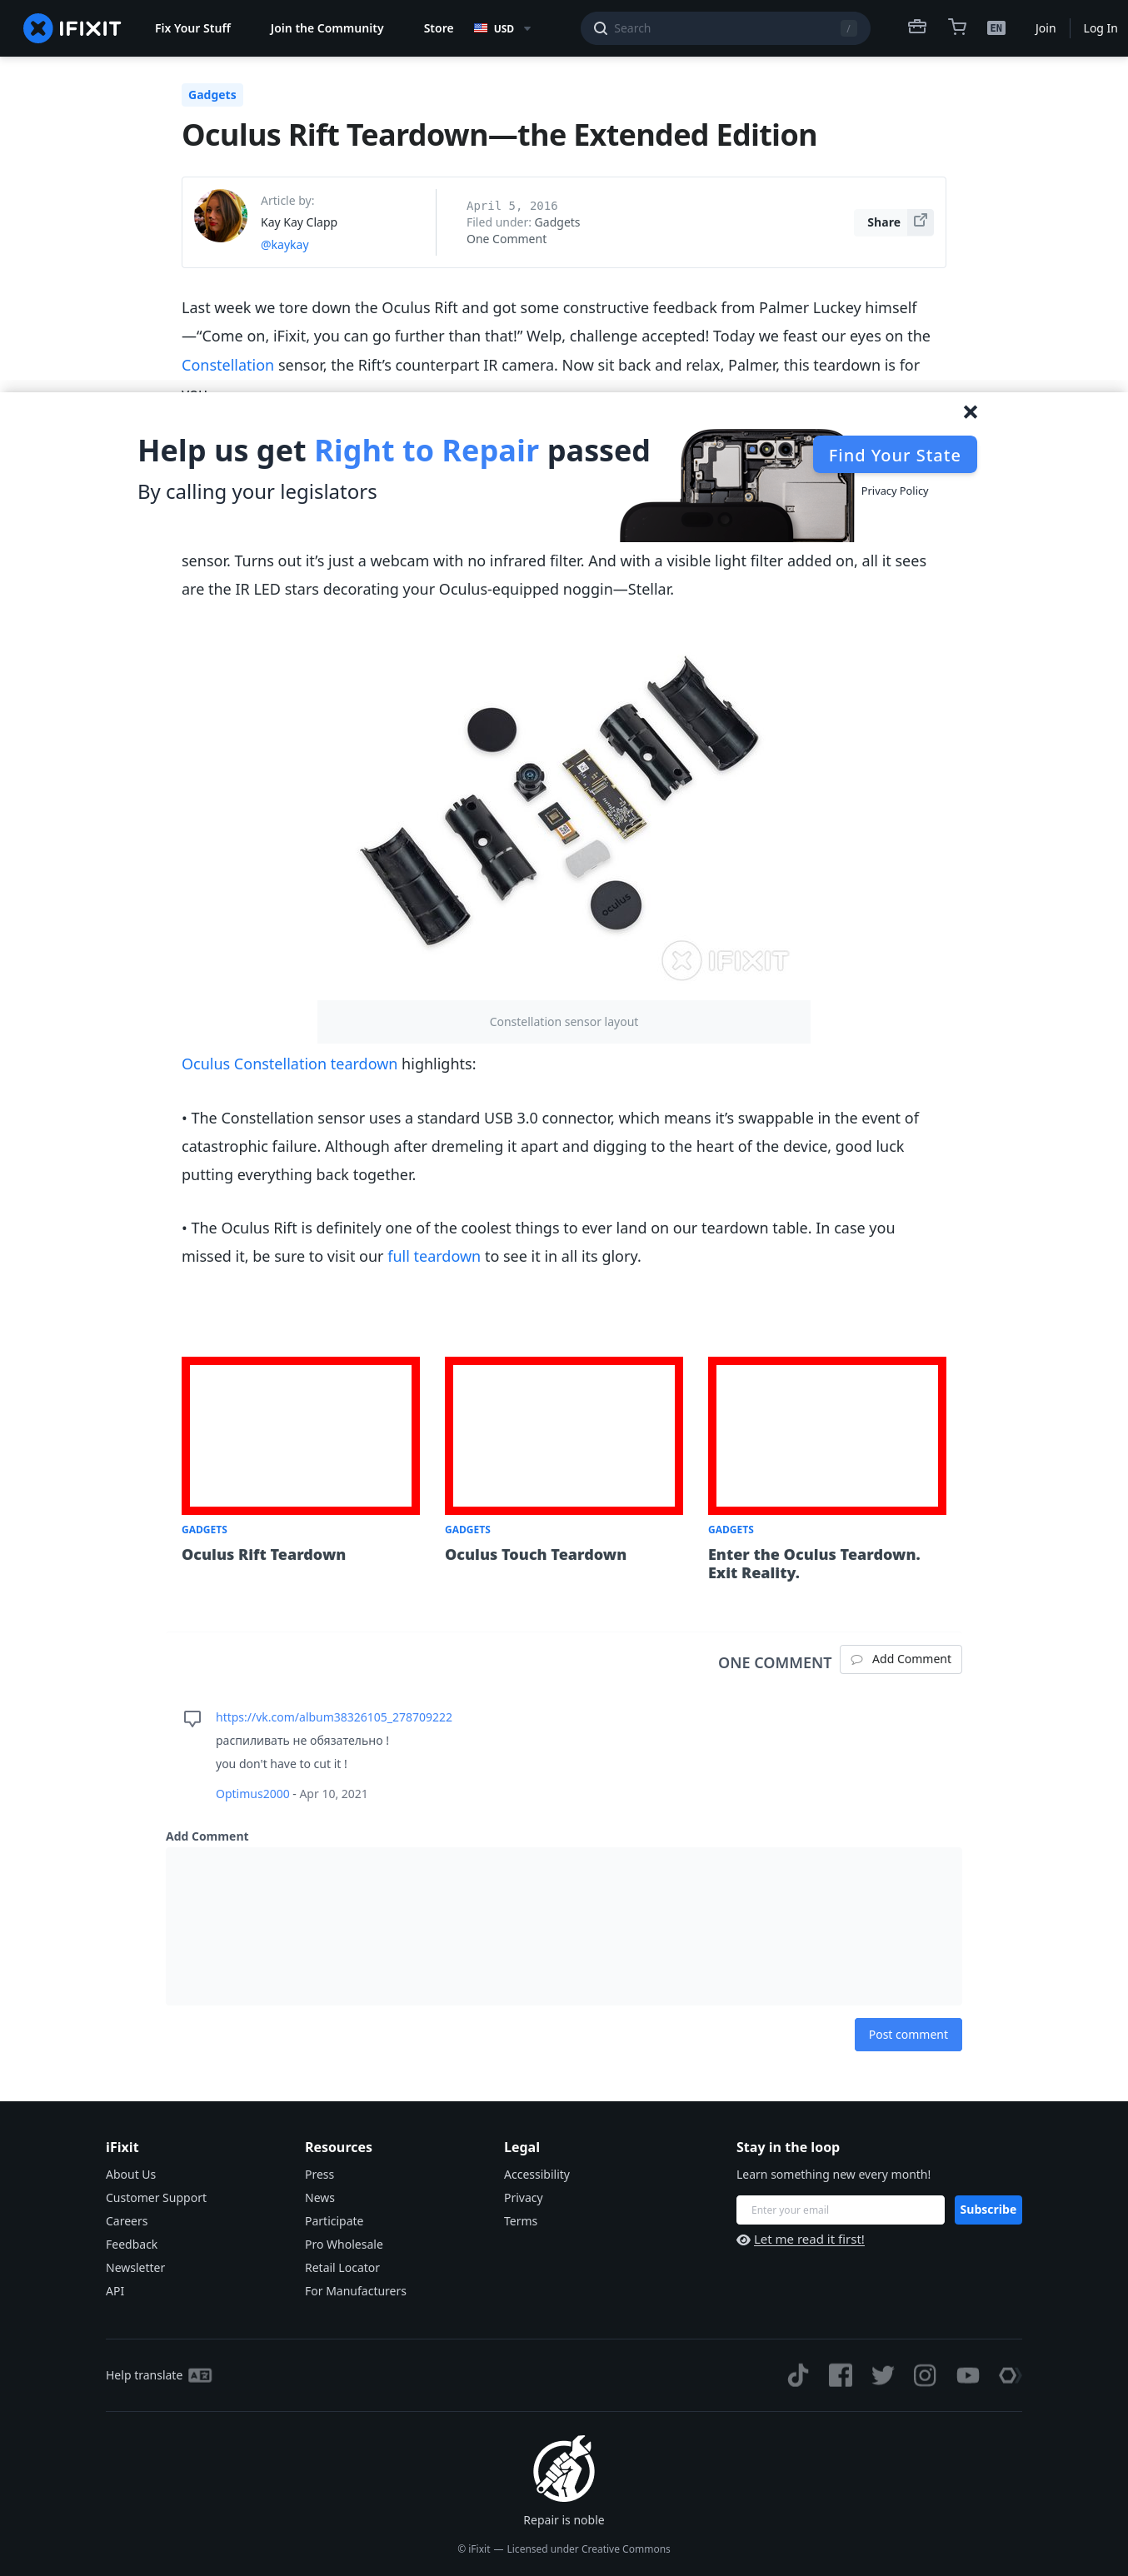 IFIXIT
Fix Your Stuff
Join the Community
Store
USD
Search
/
EN
Join
Log In
Gadgets
Oculus Rift Teardown—the Extended Edition
Article by:
Kay Kay Clapp
@kaykay
April 5, 2016
Filed under: Gadgets
One Comment
Share
Last week we tore down the Oculus Rift and got some constructive feedback from Palmer Luckey himself
—“Come on, iFixit, you can go further than that!” Welp, challenge accepted! Today we feast our eyes on the
Constellation sensor, the Rift’s counterpart IR camera. Now sit back and relax, Palmer, this teardown is for
Help us get Right to Repair passed
By calling your legislators
Find Your State
Privacy Policy
sensor. Turns out it’s just a webcam with no infrared filter. And with a visible light filter added on, all it sees
are the IR LED stars decorating your Oculus-equipped noggin—Stellar.
oculus
IFIXIT
Constellation sensor layout
Oculus Constellation teardown highlights:
• The Constellation sensor uses a standard USB 3.0 connector, which means it’s swappable in the event of
catastrophic failure. Although after dremeling it apart and digging to the heart of the device, good luck
putting everything back together.
• The Oculus Rift is definitely one of the coolest things to ever land on our teardown table. In case you
missed it, be sure to visit our full teardown to see it in all its glory.
GADGETS
Oculus Rift Teardown
GADGETS
Oculus Touch Teardown
GADGETS
Enter the Oculus Teardown.
Exit Reality.
ONE COMMENT
Add Comment
https://vk.com/album38326105_278709222
распиливать не обязательно !
you don't have to cut it !
Optimus2000 - Apr 10, 2021
Add Comment
Post comment
iFixit
About Us
Customer Support
Careers
Feedback
Newsletter
API
Resources
Press
News
Participate
Pro Wholesale
Retail Locator
For Manufacturers
Legal
Accessibility
Privacy
Terms
Stay in the loop
Learn something new every month!
Enter your email
Subscribe
Let me read it first!
Help translate
Repair is noble
© iFixit — Licensed under Creative Commons